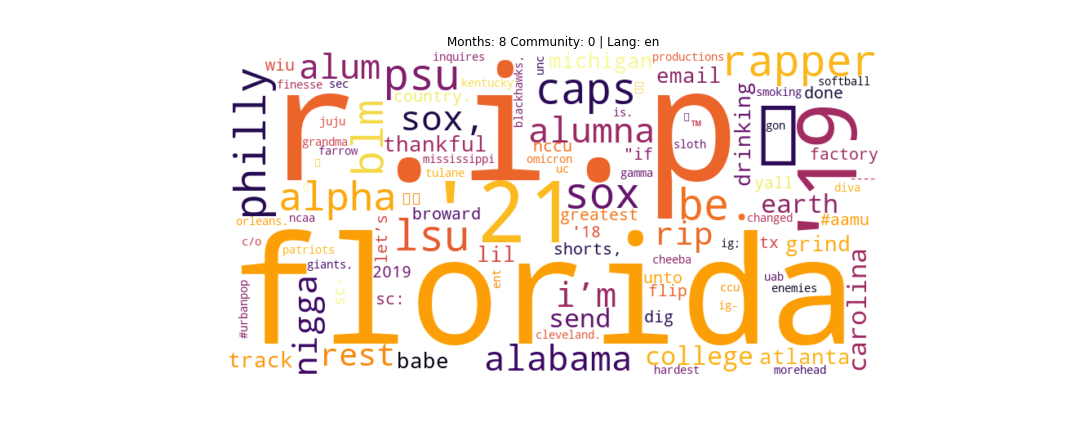 Months: 8 Community: 0 | Lang: en
wiu
alum
psu
inquires
unc
michigan
productions
rapper
finesse
sec
kentucky
blackhawks,
caps
email
smoking
softball
done
philly
country.
r.i.p
is.
™
gon
'19
juju
blm
sox,
alumna
drinking
grandma
farrow
thankful
nccu
"if
sloth
factory
mississippi
omicron
tulane
uc
gamma
yall
diva
----
alpha
'21
sox
be.
earth
broward
greatest
orleans.
ncaa
changed
#aamu
let’s
lsu
'18
rip
c/o
patriots
lil
shorts,
ig;
tx
grind
giants,
2019
cheeba
florida
ent
unto
uab
carolina
#urbanpop
nigga
sc-
sc:
i’m
flip
ccu
enemies
ig-
send
dig
cleveland.
track
rest
babe
alabama
college
atlanta
hardest
morehead